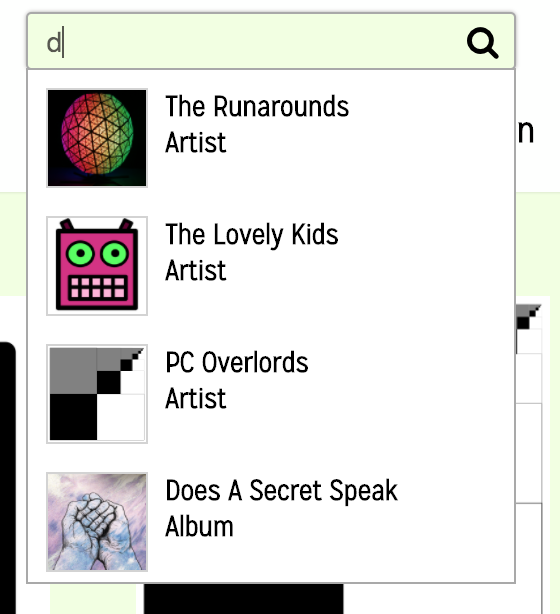 d
The Runarounds
Artist
n
The Lovely Kids
Artist
PC Overlords
Artist
Does A Secret Speak
Album